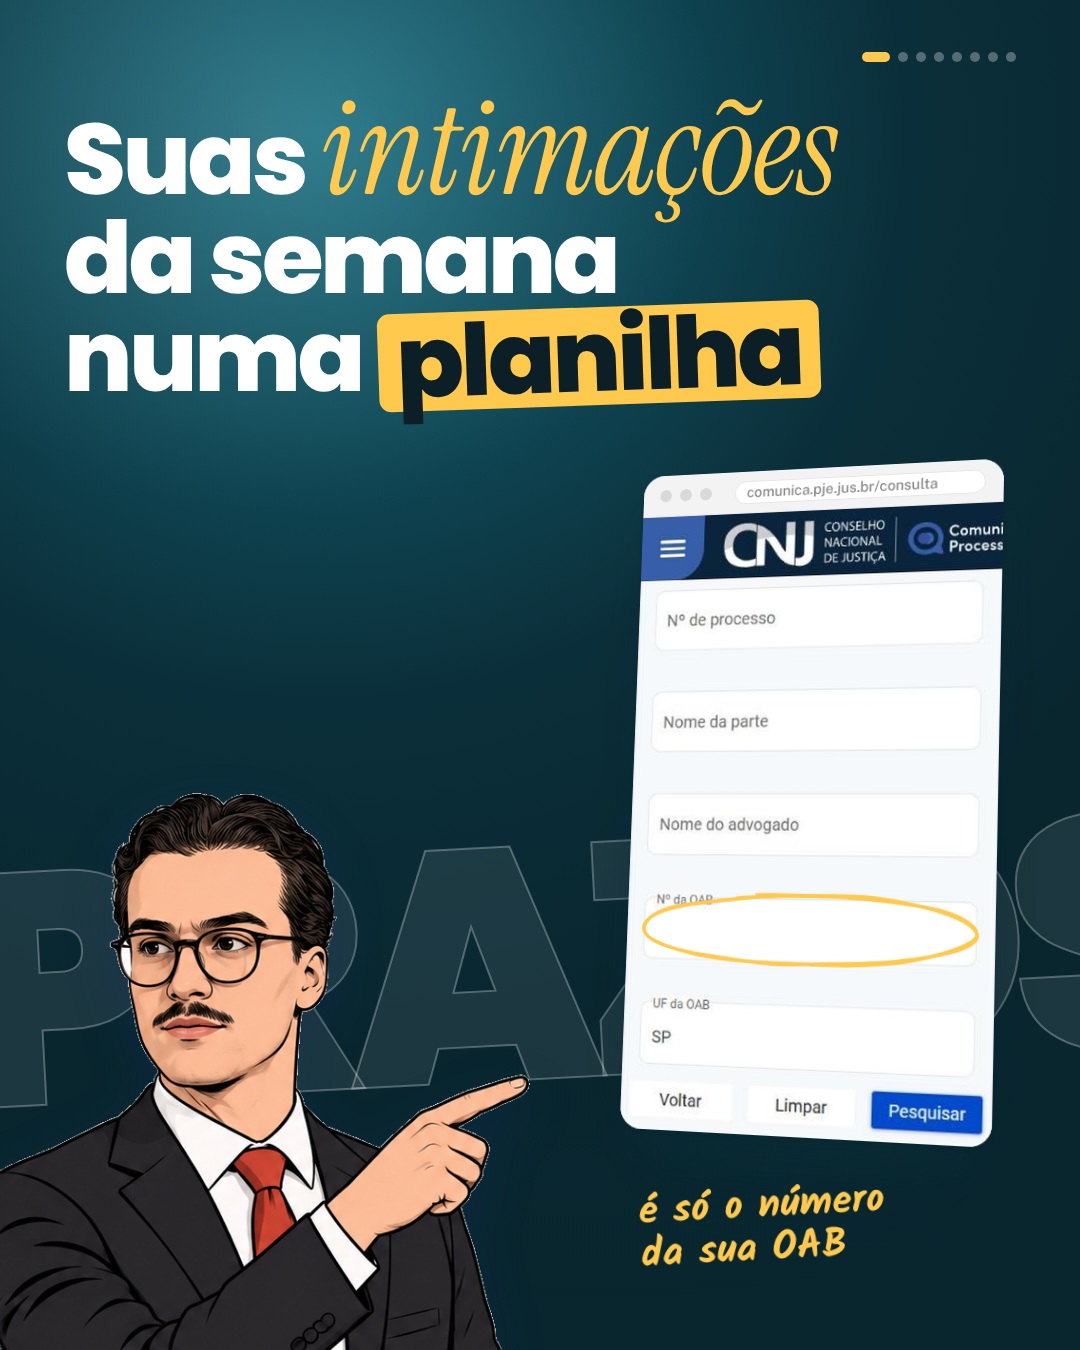 Suas intimações
da semana
numa planilha
comunica.pje.jus.br/consulta
CNJ
CONSELHO
NACIONAL
DE JUSTIÇA
Comuni
Process
Nº de processo
Nome da parte
Nome do advogado
Nº da OAB
UF da OAB
SP
Voltar
Limpar
Pesquisar
é só o número
da sua OAB